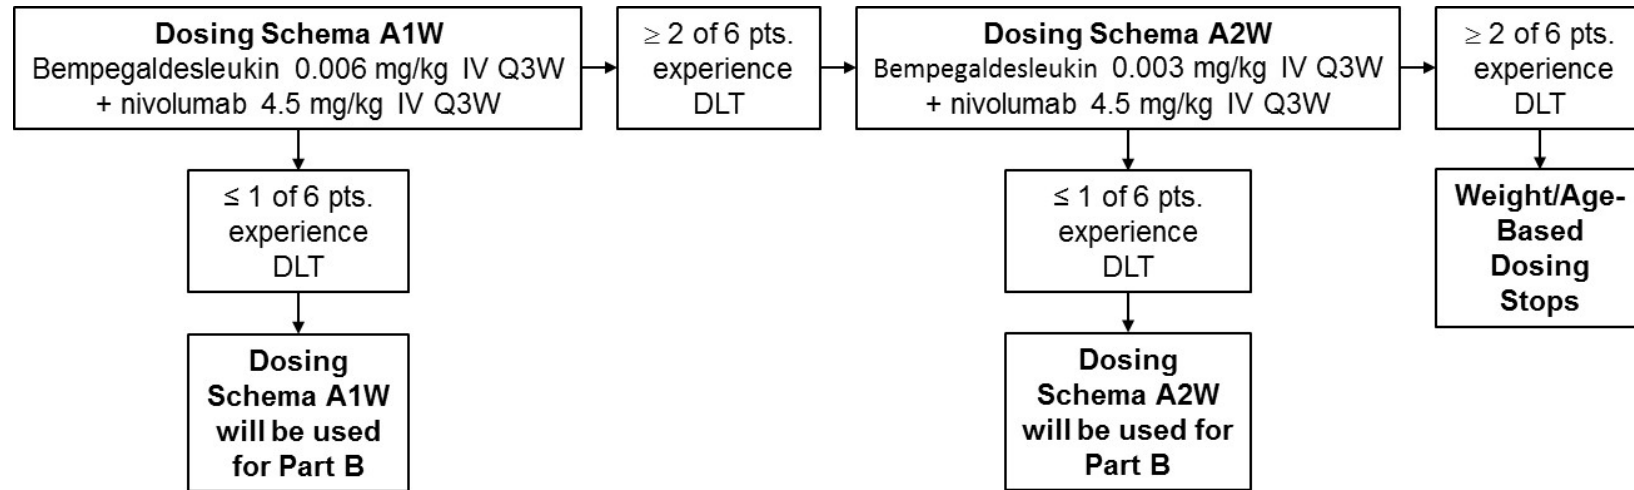 Dosing Schema A1W
Bempegaldesleukin 0.006 mg/kg IV Q3W
+ nivolumab 4.5 mg/kg IV Q3W
≥ 2 of 6 pts.
experience
DLT
Dosing Schema A2W
Bempegaldesleukin 0.003 mg/kg IV Q3W
+ nivolumab 4.5 mg/kg IV Q3W
≥ 2 of 6 pts.
experience
DLT
≤ 1 of 6 pts.
experience
DLT
≤ 1 of 6 pts.
experience
DLT
Weight/Age-
Based
Dosing
Stops
Dosing
Schema A1W
will be used
for Part B
Dosing
Schema A2W
will be used for
Part B